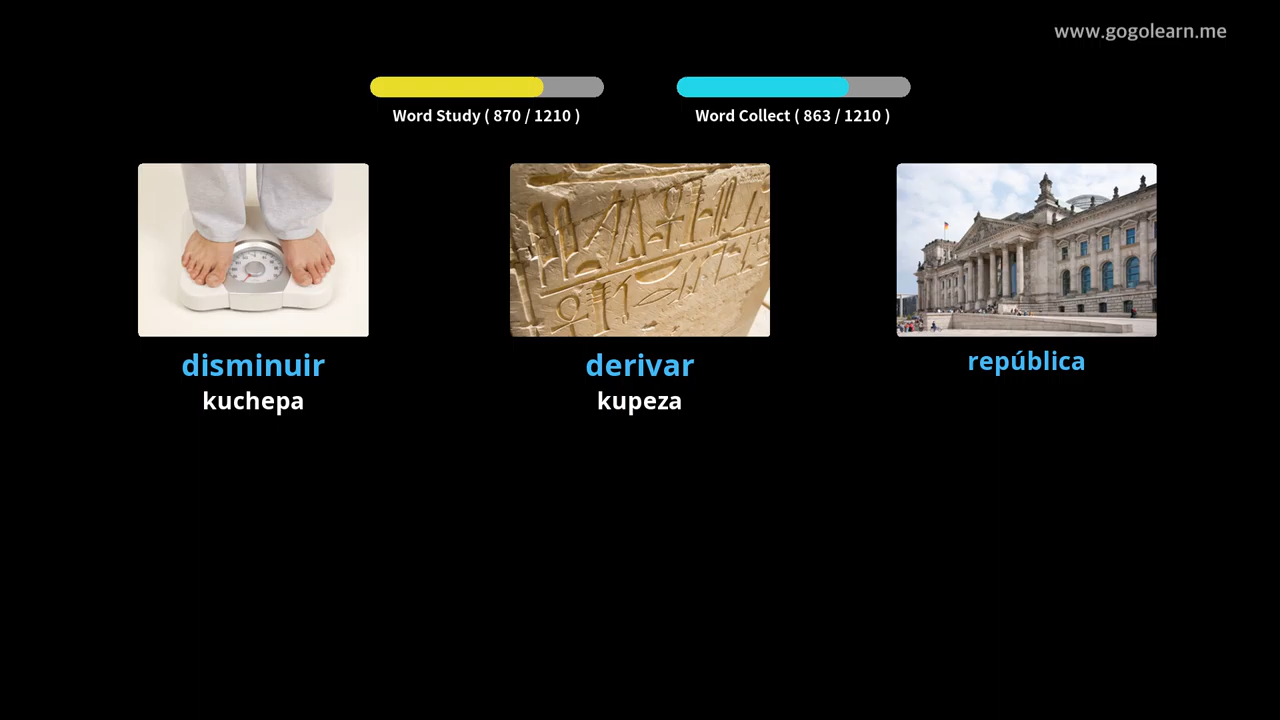 www.gogolearn.me
Word Study ( 870 / 1210 )
Word Collect ( 863 / 1210 )
disminuir
kuchepa
derivar
kupeza
república